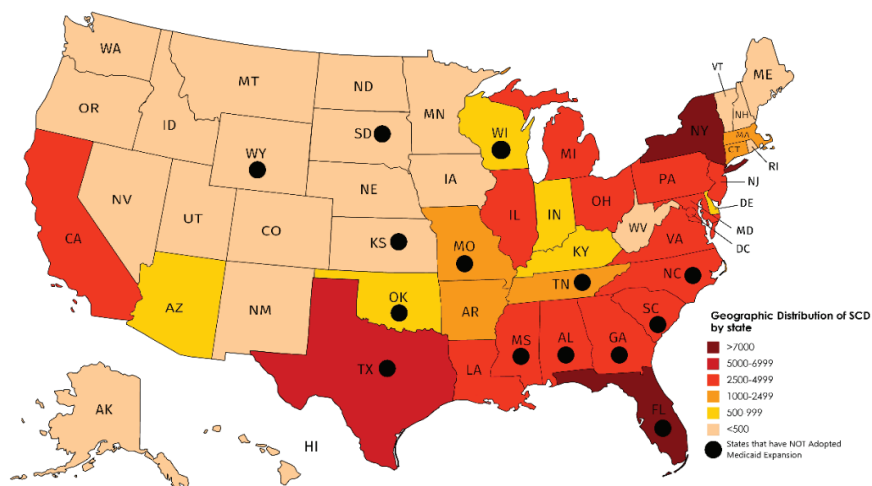 WA
MT
ND
MN
VT
ME
OR
ID
SD
WI
MI
NY
NH
MA
CT
RI
WY
IA
PA
NJ
NE
NV
UT
CO
IL
IN
OH
DE
MD
DC
WV
CA
KS
MO
KY
VA
AZ
NM
OK
AR
TN
NC
SC
TX
LA
MS
AL
GA
FL
AK
HI
Geographic Distribution of SCD
by state
>7000
5000-6999
2500-4999
1000-2499
500 999
<500
States that have NOT Adopted
Medicaid Expansion